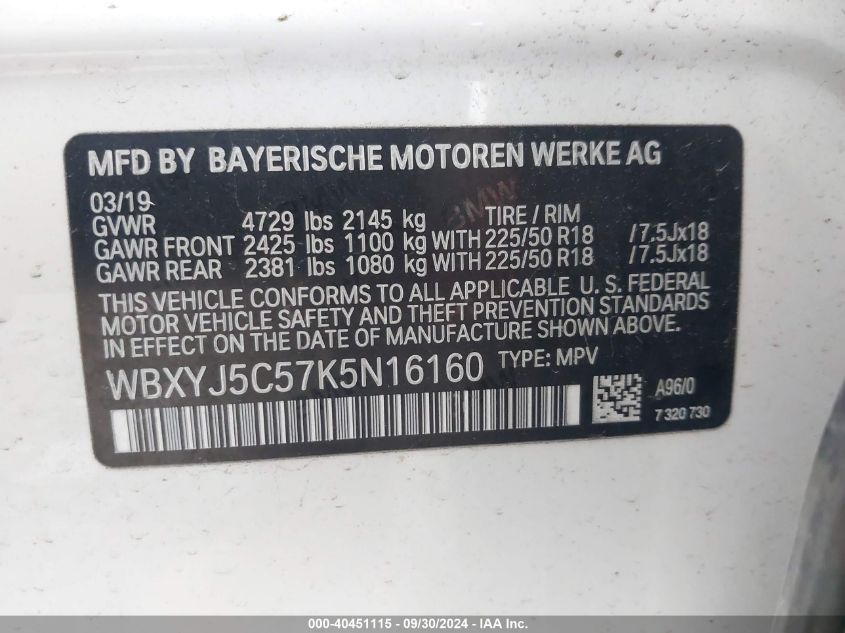 MFD BY BAYERISCHE MOTOREN WERKE AG
03/19
GVWR 4729 lbs 2145 kg TIRE / RIM
GAWR FRONT 2425 lbs 1100 kg WITH 225/50 R18 /7.5Jx18
GAWR REAR 2381 lbs 1080 kg WITH 225/50 R18 /7.5Jx18
THIS VEHICLE CONFORMS TO ALL APPLICABLE U. S. FEDERAL
MOTOR VEHICLE SAFETY AND THEFT PREVENTION STANDARDS
IN EFFECT ON THE DATE OF MANUFACTURE SHOWN ABOVE.
WBXYJ5C57K5N16160 TYPE: MPV
A96/0
7 320 730
BMW
000-40451115 - 09/30/2024 - IAA Inc.